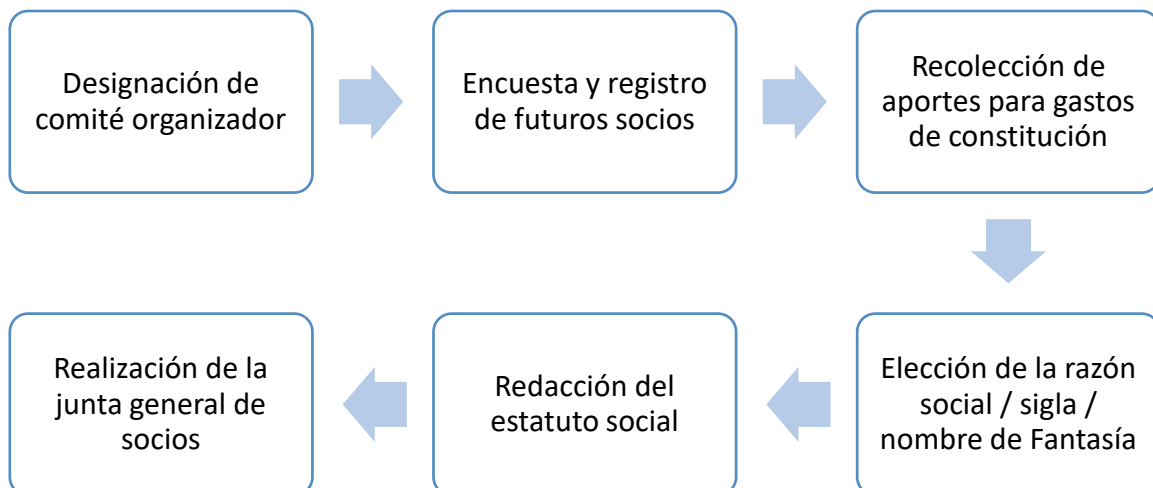 Designación de
comité organizador
Encuesta y registro
de futuros socios
Recolección de
aportes para gastos
de constitución
Elección de la razón
social / sigla /
nombre de Fantasía
Redacción del
estatuto social
Realización de la
junta general de
socios